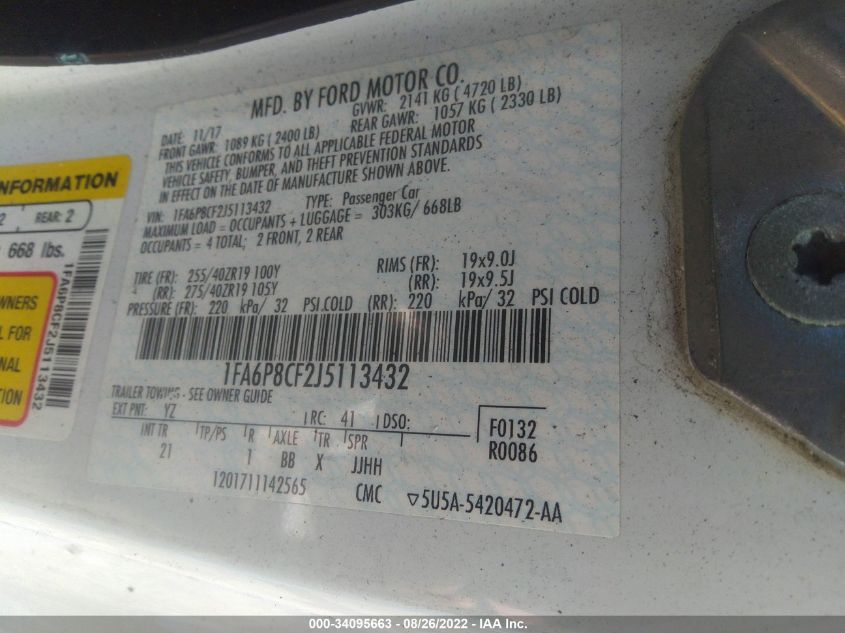 MFD. BY FORD MOTOR CO.
DATE: 11/17 GVWR: 2141 KG ( 4720 LB)
FRONT GAWR: 1089 KG ( 2400 LB) REAR GAWR: 1057 KG ( 2330 LB)
THIS VEHICLE CONFORMS TO ALL APPLICABLE FEDERAL MOTOR
VEHICLE SAFETY, BUMPER, AND THEFT PREVENTION STANDARDS
IN EFFECT ON THE DATE OF MANUFACTURE SHOWN ABOVE.
VIN: 1FA6P8CF2J5113432 TYPE: Passenger Car
MAXIMUM LOAD = OCCUPANTS + LUGGAGE = 303KG/ 668LB
OCCUPANTS = 4 TOTAL; 2 FRONT, 2 REAR
TIRE (FR): 255/40ZR19 100Y RIMS (FR): 19x9.0J
(RR): 275/40ZR19 105Y (RR): 19x9.5J
PRESSURE (FR): 220 kPa/ 32 PSI.COLD (RR): 220 kPa/ 32 PSI COLD
1FA6P8CF2J5113432
TRAILER TOWING - SEE OWNER GUIDE
EXT PNT: YZ RC: 41 DSO: F0132
INT TR TP/PS R AXLE TR SPR R0086
21 1 BB X JJHH
1201711142565 CMC ▽5U5A-5420472-AA
INFORMATION
2 REAR: 2
668 lbs.
WNERS
L FOR
NAL
TION
1FA6P8CF2J5113432
000-34095663 - 08/26/2022 - IAA Inc.